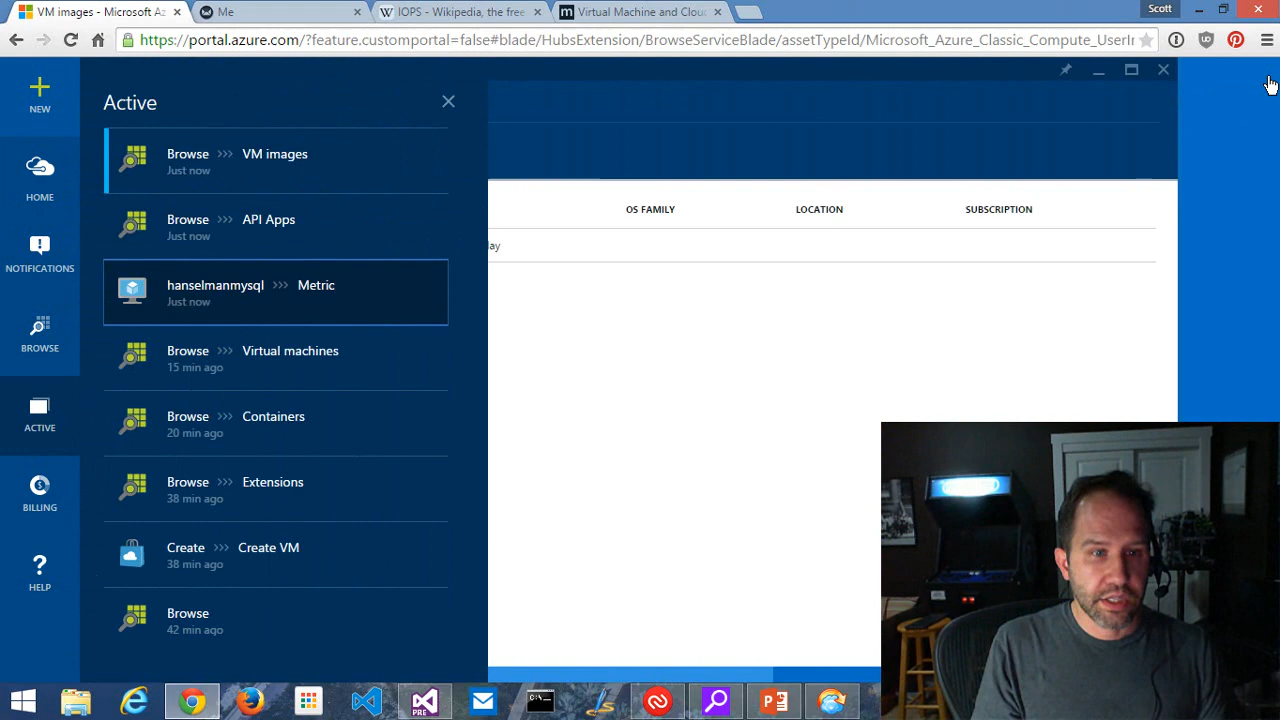 VM images - Microsoft Az
Me
IOPS - Wikipedia, the free
Virtual Machine and Clou
Scott
https://portal.azure.com/?feature.customportal=false#blade/HubsExtension/BrowseServiceBlade/assetTypeId/Microsoft_Azure_Classic_Compute_UserIr
NEW
HOME
NOTIFICATIONS
BROWSE
ACTIVE
BILLING
HELP
Active
Browse >>> VM images
Just now
Browse >>> API Apps
Just now
hanselmanmysql >>> Metric
Just now
Browse >>> Virtual machines
15 min ago
Browse >>> Containers
20 min ago
Browse >>> Extensions
38 min ago
Create >>> Create VM
38 min ago
Browse
42 min ago
OS FAMILY LOCATION SUBSCRIPTION
lay
PRE